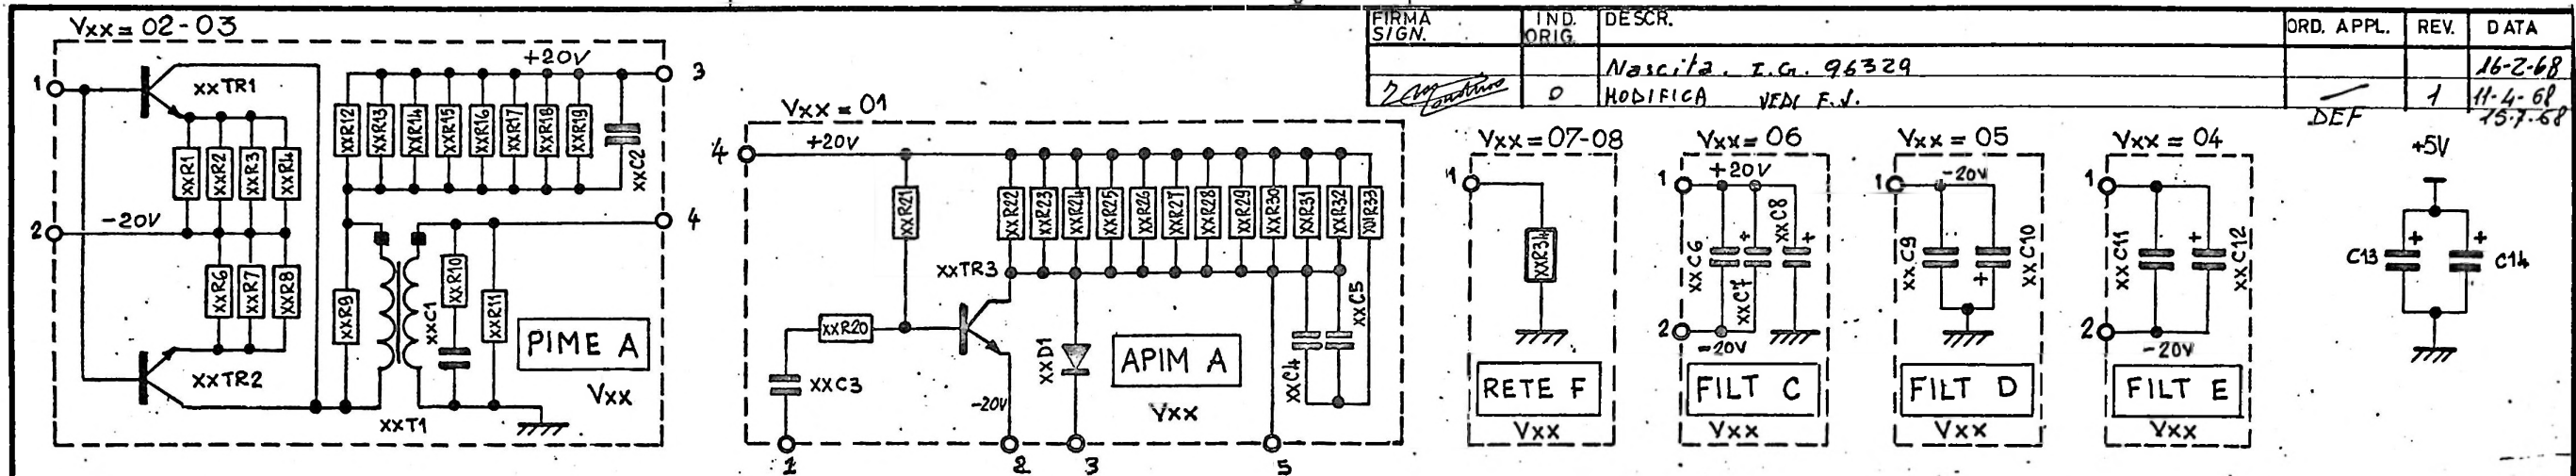 Vxx = 02-03
1
xxTR1
+20V
3
xxR1
xxR2
xxR3
xxR4
xxR12
xxR13
xxR14
xxR15
xxR16
xxR17
xxR18
xxR19
xxC2
2
-20V
4
xxR6
xxR7
xxR8
xxR9
xxC1
xxR10
xxR11
xxTR2
xxT1
PIME A
Vxx
Vxx = 01
4
+20V
xxR21
xxR22
xxR23
xxR24
xxR25
xxR26
xxR27
xxR28
xxR29
xxR30
xxR31
xxR32
xxR33
xxTR3
xxR20
xxC3
xxD1
xxC4
xxC5
-20V
APIM A
Vxx
1
2
3
5
FIRMA SIGN.
IND. ORIG.
DESCR.
ORD. APPL.
REV.
DATA
Nascita. I.G. 96329
16-2-68
0
MODIFICA VEDI F.1.
1
11-4-68
DEF
15-7-68
Vxx = 07-08
1
xxR34
RETE F
Vxx
Vxx = 06
1
+20V
xxC6
xxC7
+
xxC8
+
2
-20V
FILT C
Vxx
Vxx = 05
1
-20V
xxC9
+
xxC10
FILT D
Vxx
Vxx = 04
1
xxC11
+
xxC12
2
-20V
FILT E
Vxx
+5V
C13
+
+
C14